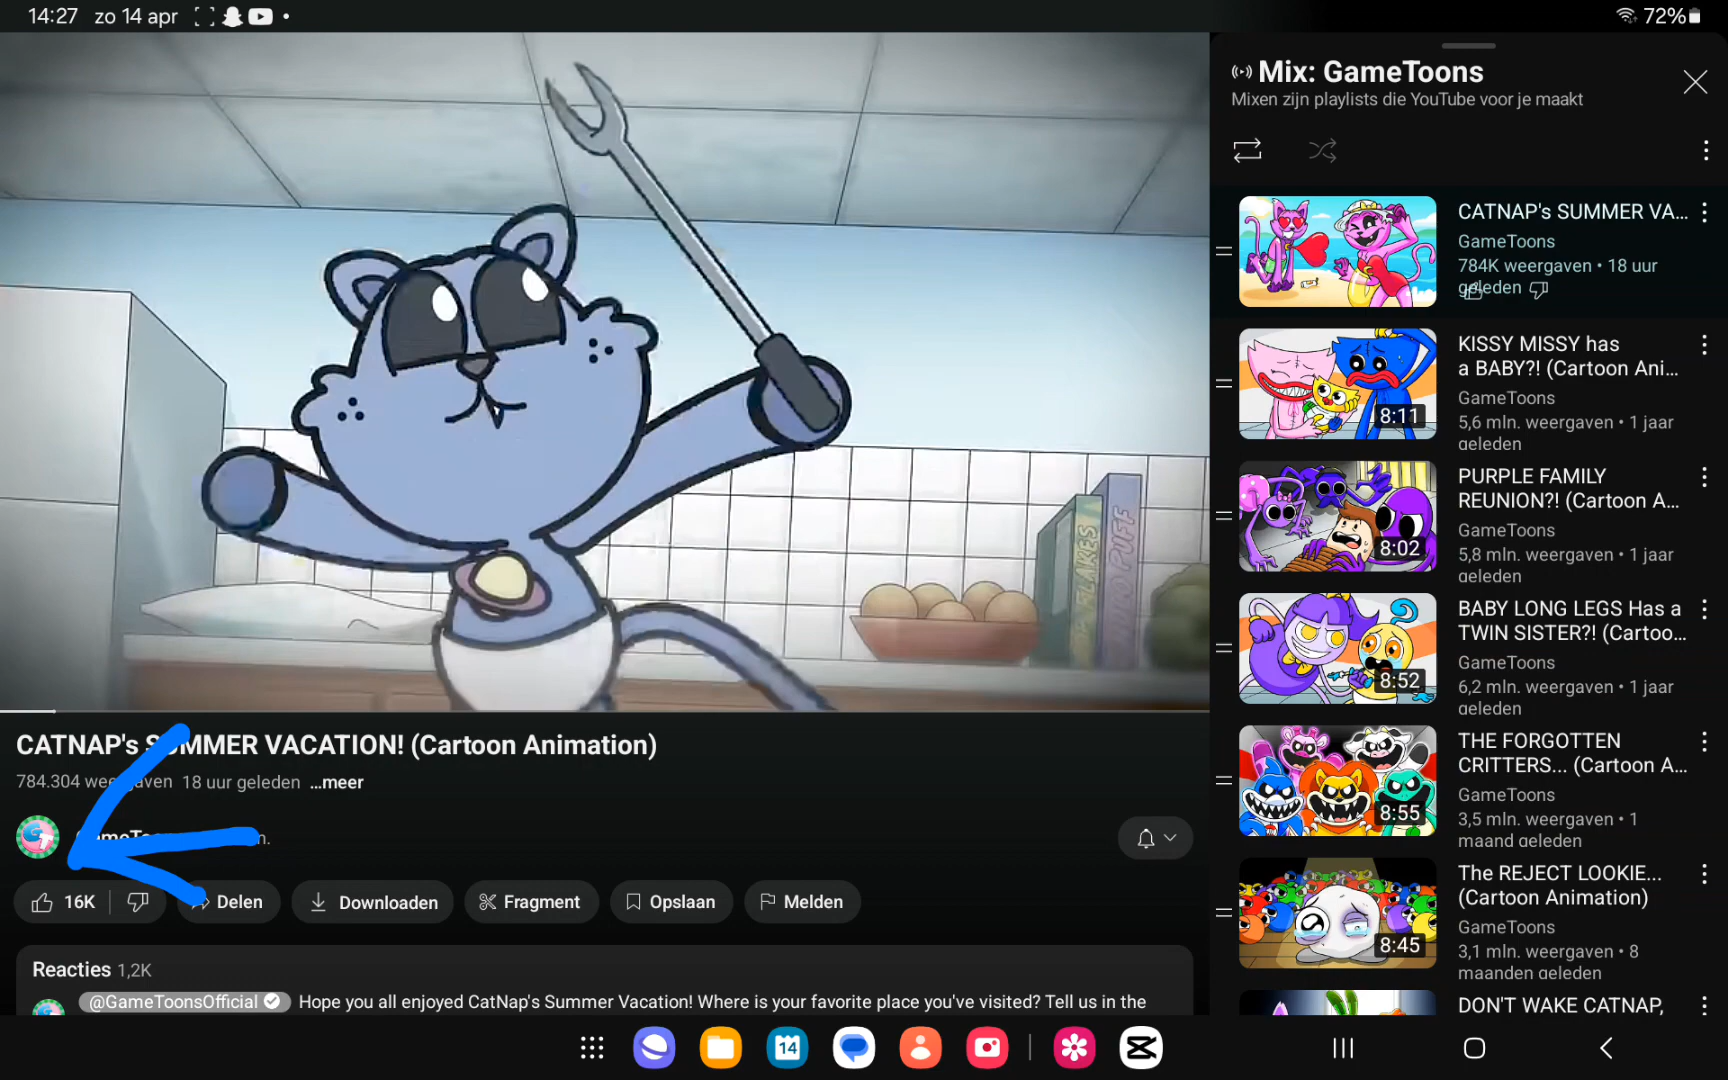 14:27 zo 14 apr
72%
FLAKES
PUFF
CATNAP's SUMMER VACATION! (Cartoon Animation)
784.304 weergaven 18 uur geleden ...meer
16K
Delen
Downloaden
Fragment
Opslaan
Melden
Reacties 1,2K
@GameToonsOfficial Hope you all enjoyed CatNap's Summer Vacation! Where is your favorite place you've visited? Tell us in the
14
Mix: GameToons
Mixen zijn playlists die YouTube voor je maakt
CATNAP's SUMMER VA...
GameToons
784K weergaven • 18 uur
geleden
8:11
KISSY MISSY has
a BABY?! (Cartoon Ani...
GameToons
5,6 mln. weergaven • 1 jaar
geleden
8:02
PURPLE FAMILY
REUNION?! (Cartoon A...
GameToons
5,8 mln. weergaven • 1 jaar
geleden
8:52
BABY LONG LEGS Has a
TWIN SISTER?! (Cartoo...
GameToons
6,2 mln. weergaven • 1 jaar
geleden
8:55
THE FORGOTTEN
CRITTERS... (Cartoon A...
GameToons
3,5 mln. weergaven • 1
maand geleden
8:45
The REJECT LOOKIE...
(Cartoon Animation)
GameToons
3,1 mln. weergaven • 8
maanden geleden
DON'T WAKE CATNAP,